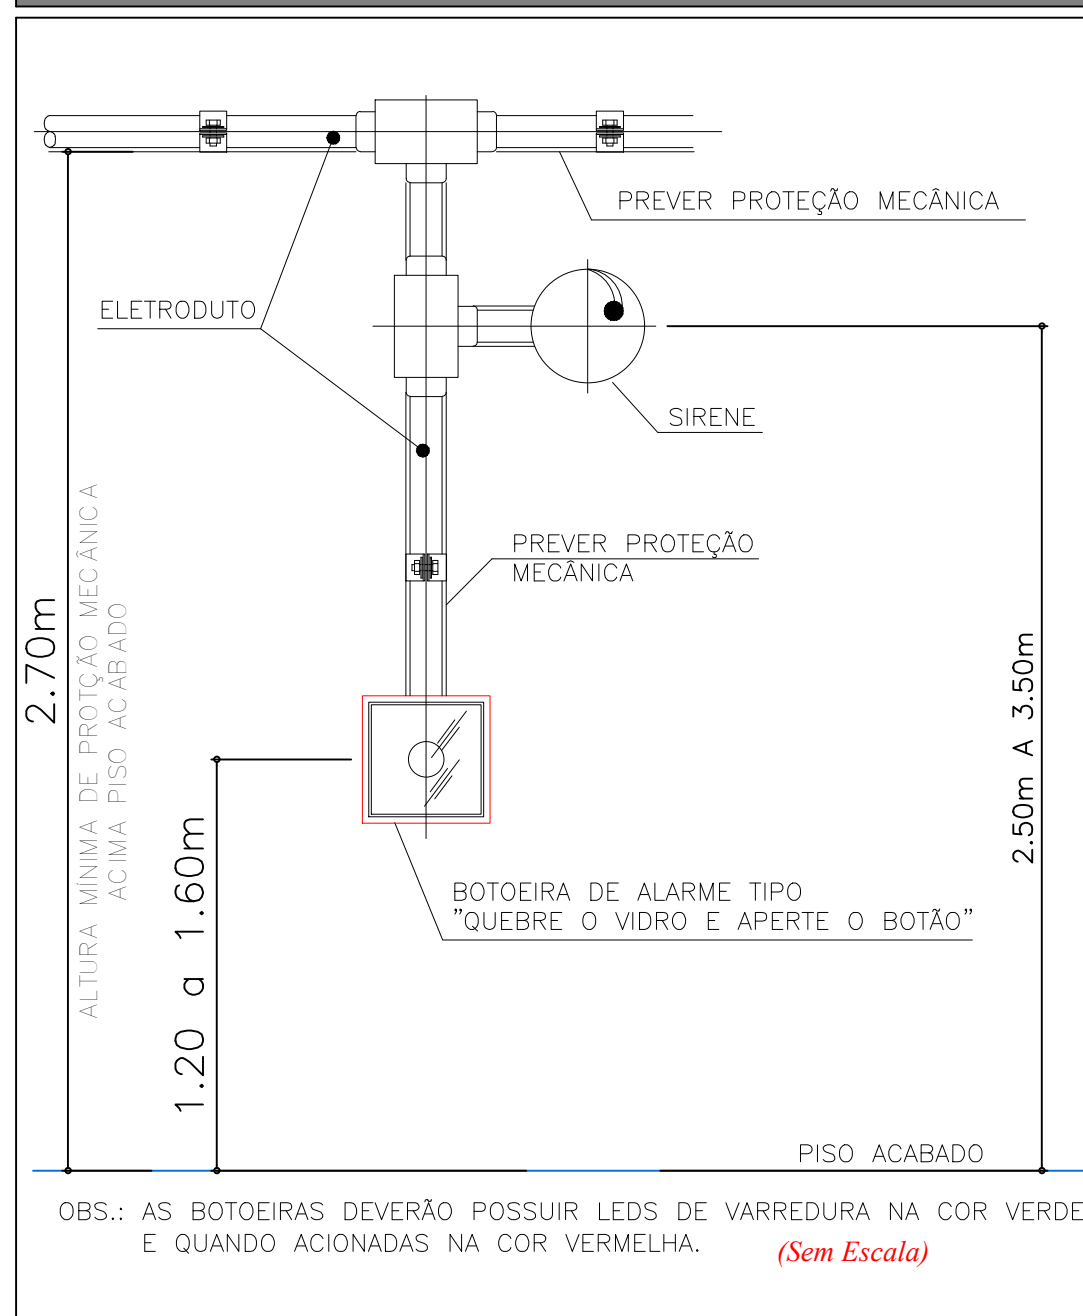 PREVER PROTEÇÃO MECÂNICA
ELETRODUTO
SIRENE
PREVER PROTEÇÃO
MECÂNICA
2.70m
ALTURA MÍNIMA DE PROTÇÃO MECÂNICA
ACIMA PISO ACABADO
1.20 a 1.60m
2.50m A 3.50m
BOTOEIRA DE ALARME TIPO
"QUEBRE O VIDRO E APERTE O BOTÃO"
PISO ACABADO
OBS.: AS BOTOEIRAS DEVERÃO POSSUIR LEDS DE VARREDURA NA COR VERDE
E QUANDO ACIONADAS NA COR VERMELHA.
(Sem Escala)